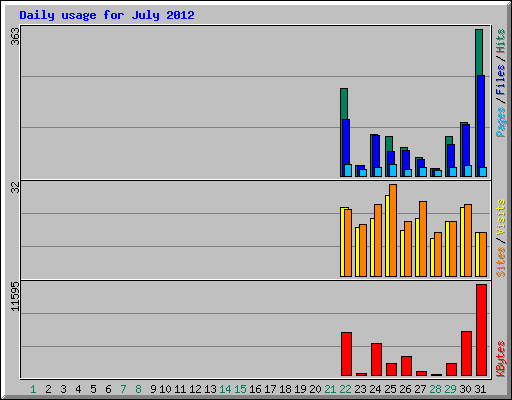 Daily usage for July 2012
363
Pages / Files / Hits
32
Sites / Visits
11595
KBytes
1 2 3 4 5 6 7 8 9 10 11 12 13 14 15 16 17 18 19 20 21 22 23 24 25 26 27 28 29 30 31